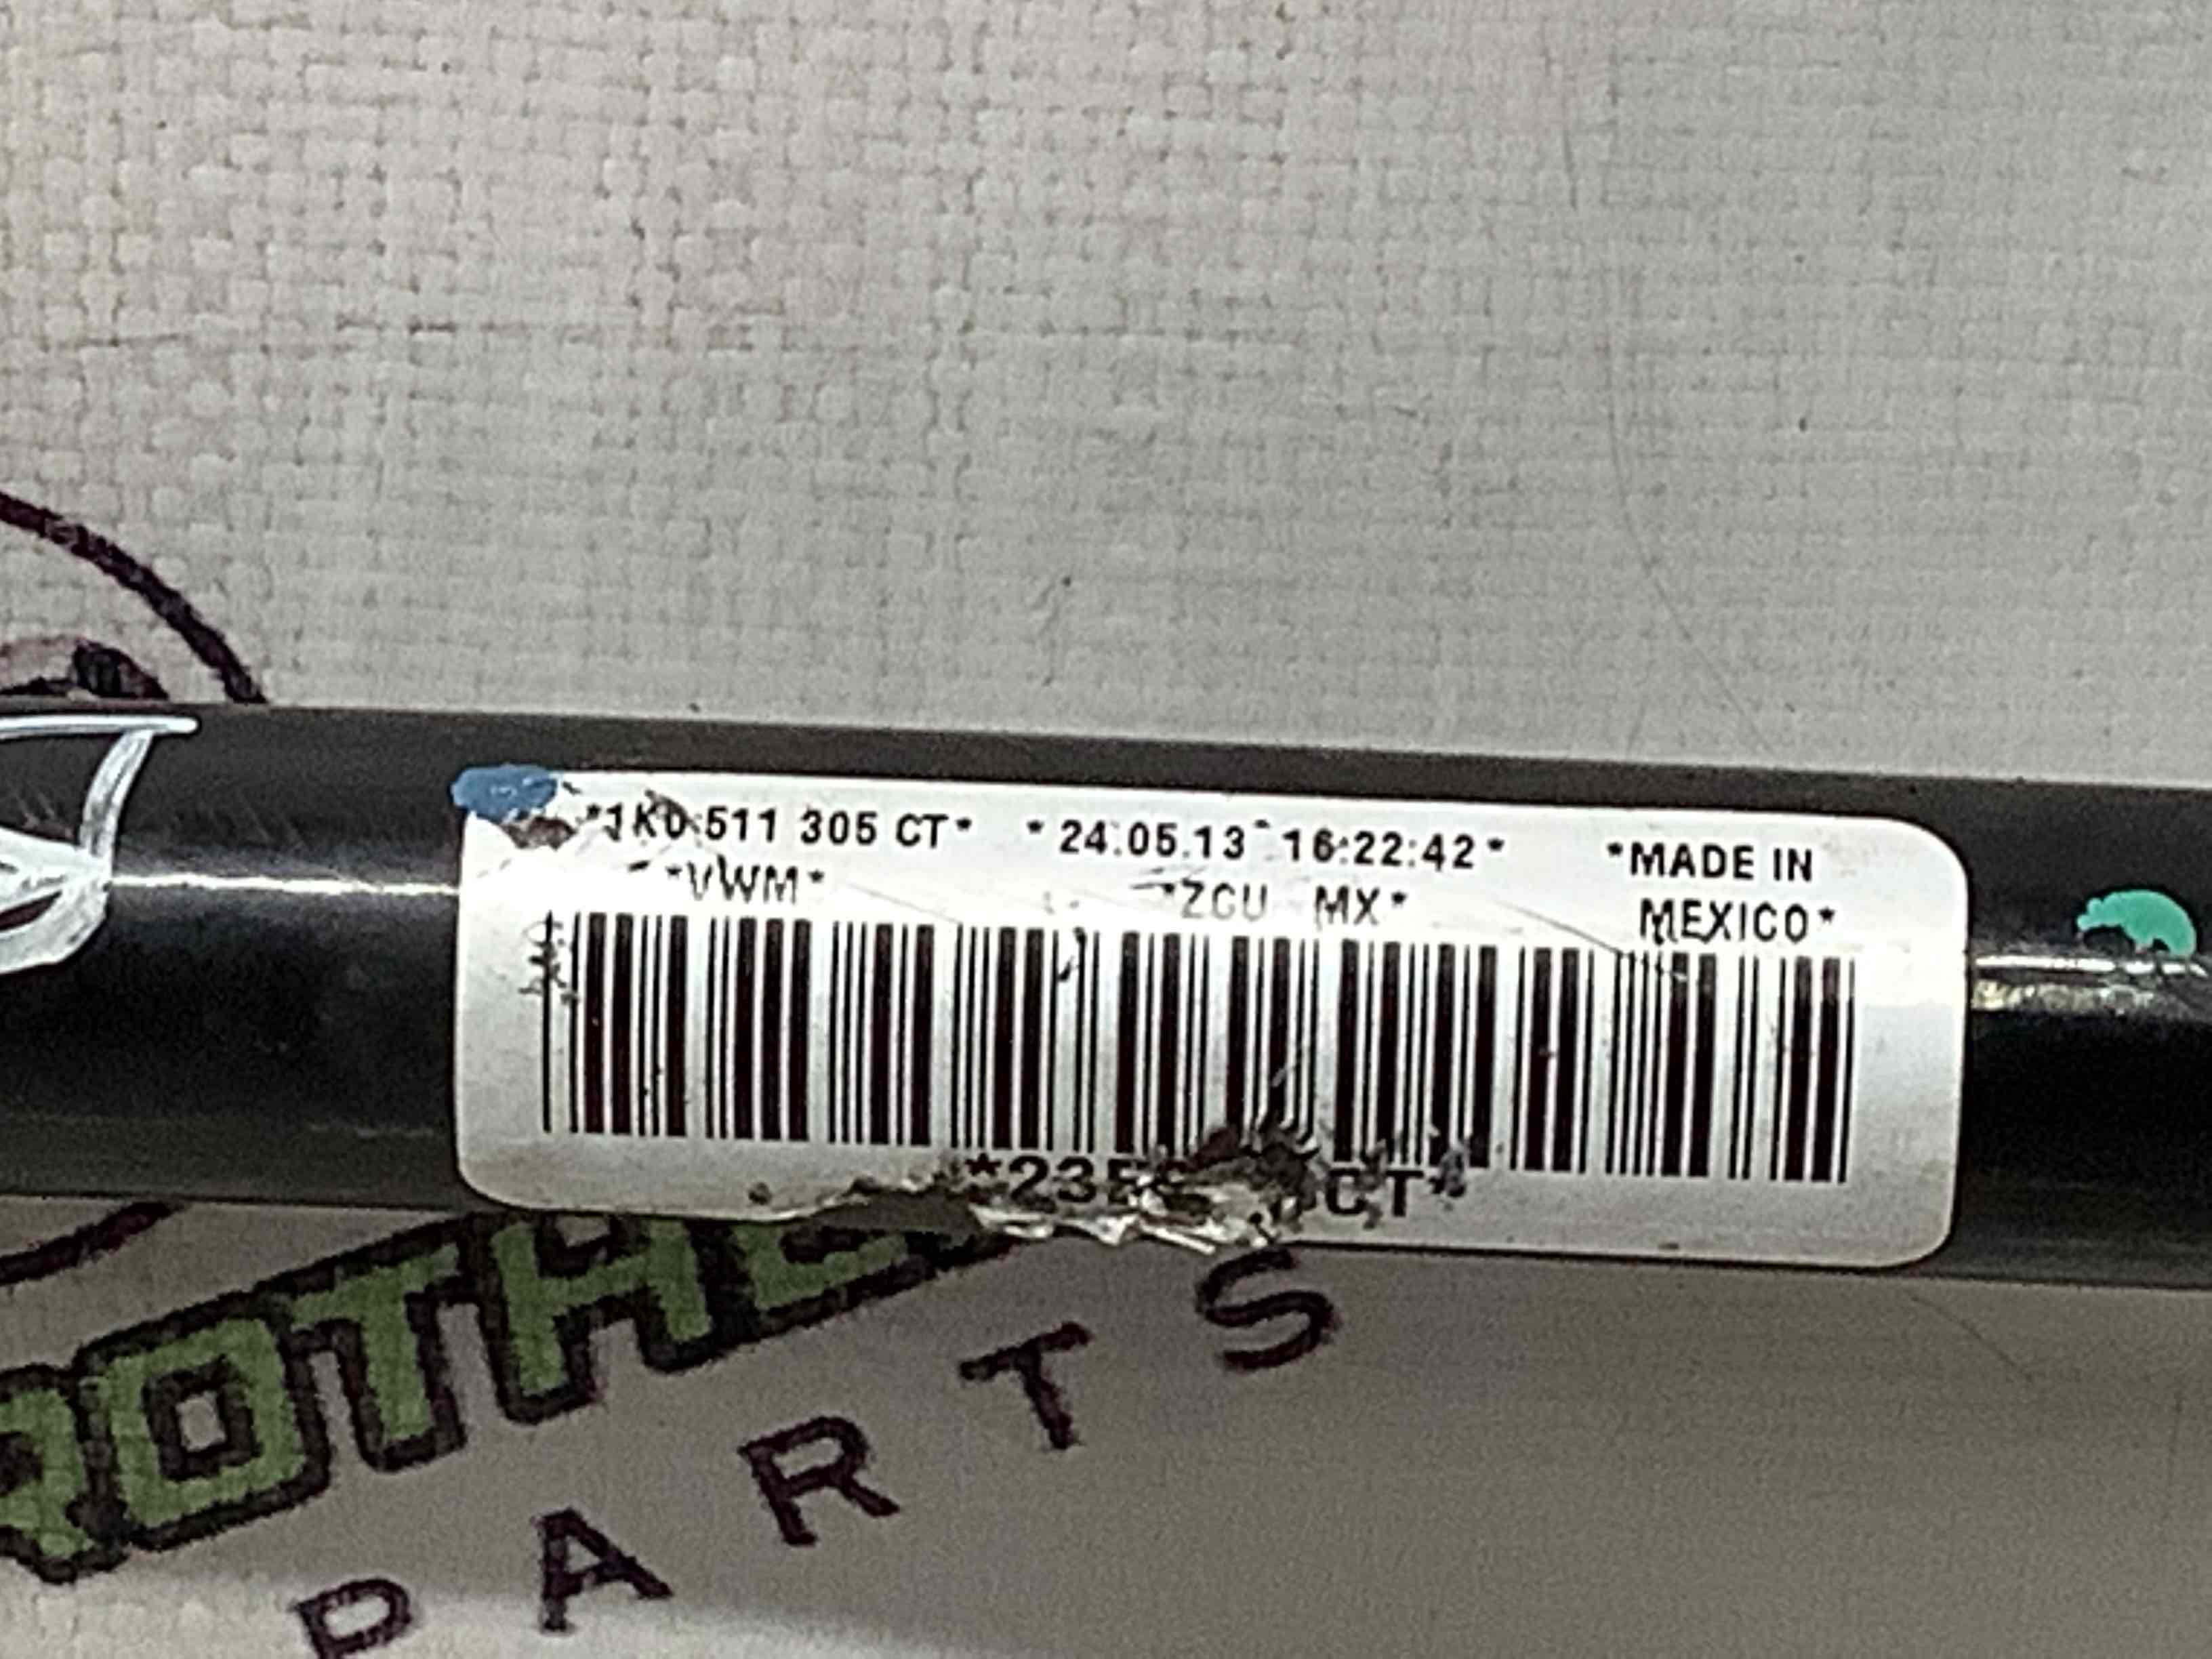 *1K0 511 305 CT* *24.05.13 16:22:42* *MADE IN
*VWM* *ZCU MX* MEXICO*
PARTS